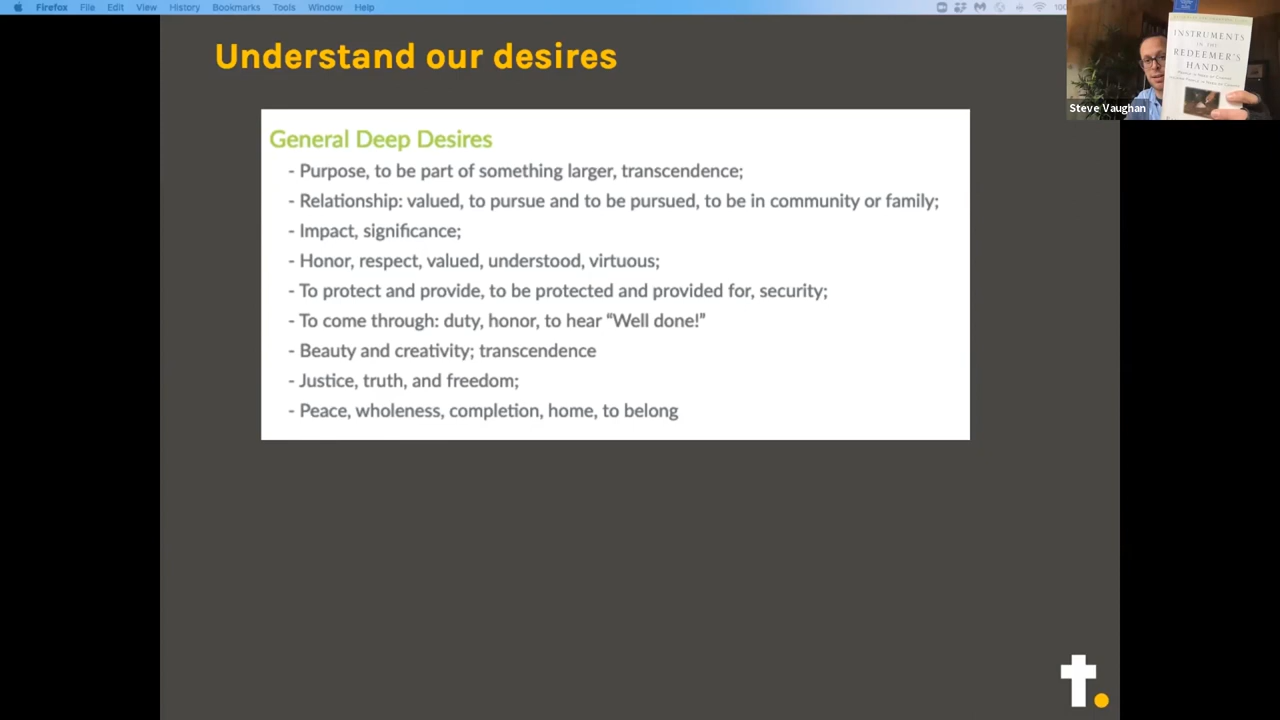 Firefox File Edit View History Bookmarks Tools Window Help
Understand our desires
INSTRUMENTS
IN THE
REDEEMER'S
HANDS
Steve Vaughan
General Deep Desires
- Purpose, to be part of something larger, transcendence;
- Relationship: valued, to pursue and to be pursued, to be in community or family;
- Impact, significance;
- Honor, respect, valued, understood, virtuous;
- To protect and provide, to be protected and provided for, security;
- To come through: duty, honor, to hear “Well done!”
- Beauty and creativity; transcendence
- Justice, truth, and freedom;
- Peace, wholeness, completion, home, to belong